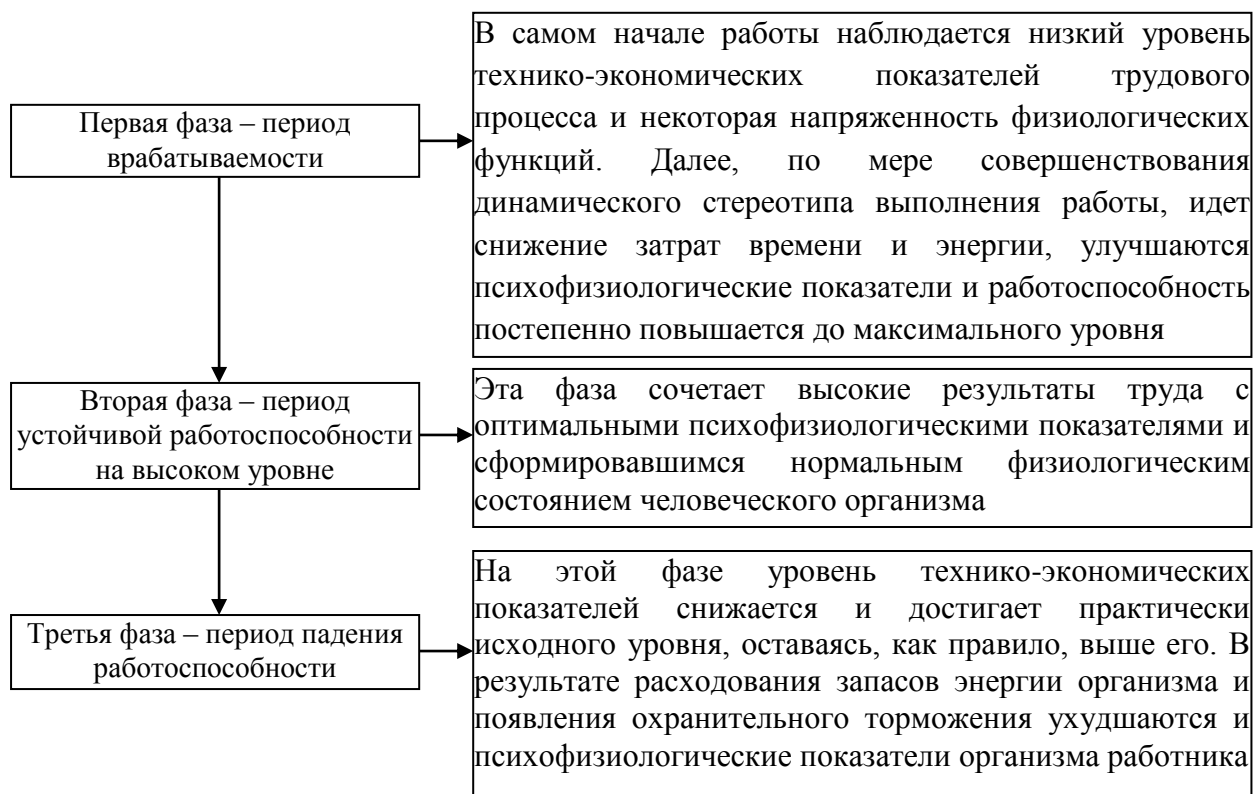 Первая фаза – период
врабатываемости
В самом начале работы наблюдается низкий уровень
технико-экономических показателей трудового
процесса и некоторая напряженность физиологических
функций. Далее, по мере совершенствования
динамического стереотипа выполнения работы, идет
снижение затрат времени и энергии, улучшаются
психофизиологические показатели и работоспособность
постепенно повышается до максимального уровня
Вторая фаза – период
устойчивой работоспособности
на высоком уровне
Эта фаза сочетает высокие результаты труда с
оптимальными психофизиологическими показателями и
сформировавшимся нормальным физиологическим
состоянием человеческого организма
Третья фаза – период падения
работоспособности
На этой фазе уровень технико-экономических
показателей снижается и достигает практически
исходного уровня, оставаясь, как правило, выше его. В
результате расходования запасов энергии организма и
появления охранительного торможения ухудшаются и
психофизиологические показатели организма работника